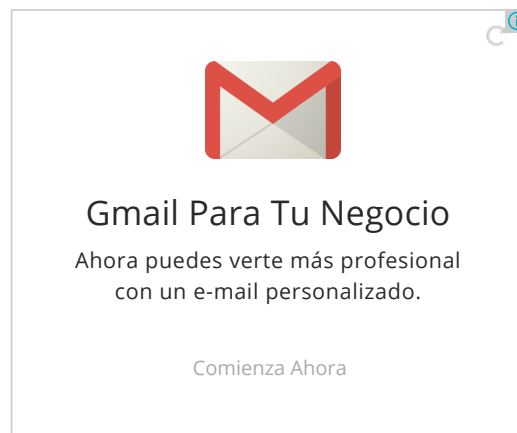 Gmail Para Tu Negocio
Ahora puedes verte más profesional
con un e-mail personalizado.
Comienza Ahora